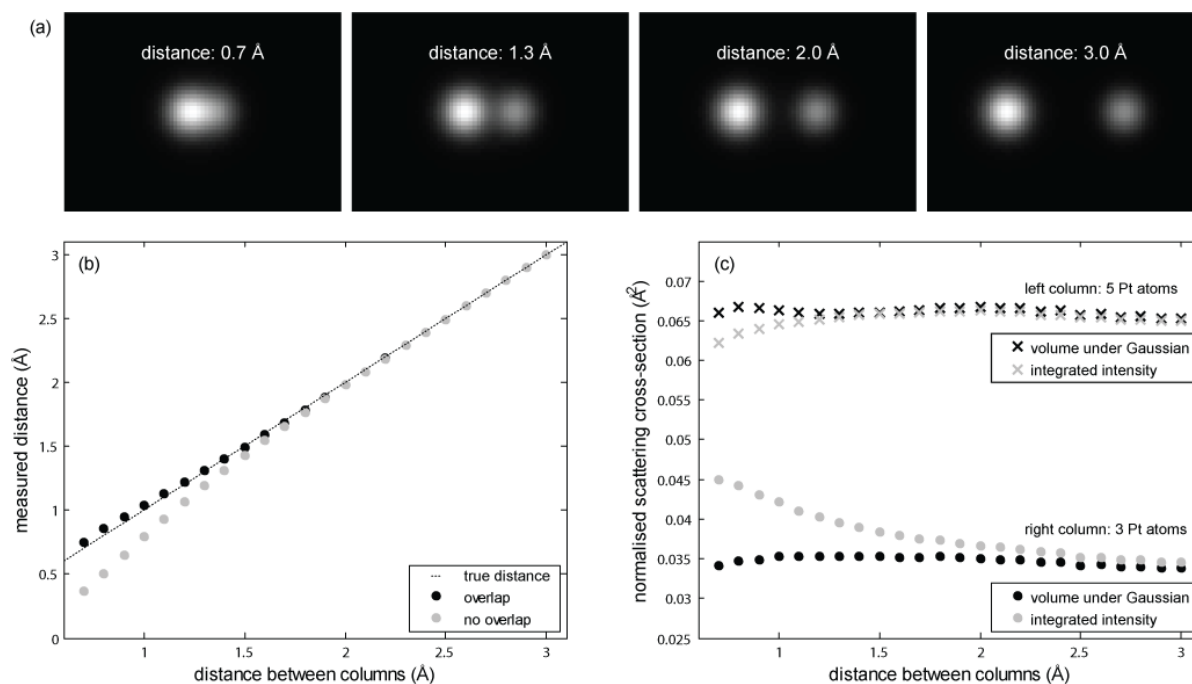 (a)
distance: 0.7 Å
distance: 1.3 Å
distance: 2.0 Å
distance: 3.0 Å
(b)
measured distance (Å)
3
2.5
2
1.5
1
0.5
0
true distance
overlap
no overlap
1
1.5
2
2.5
3
distance between columns (Å)
(c)
normalised scattering cross-section (Å²)
0.07
0.065
0.06
0.055
0.05
0.045
0.04
0.035
0.03
0.025
left column: 5 Pt atoms
volume under Gaussian
integrated intensity
right column: 3 Pt atoms
volume under Gaussian
integrated intensity
1
1.5
2
2.5
3
distance between columns (Å)